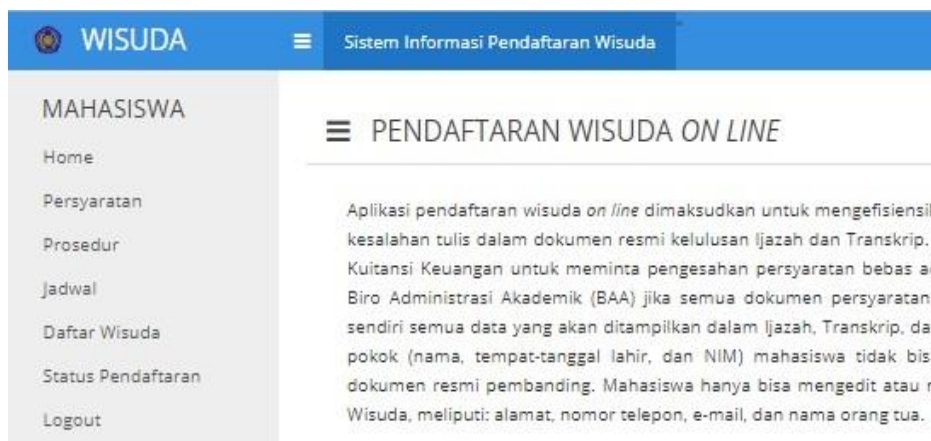 WISUDA
Sistem Informasi Pendaftaran Wisuda
MAHASISWA
Home
Persyaratan
Prosedur
Jadwal
Daftar Wisuda
Status Pendaftaran
Logout
PENDAFTARAN WISUDA ON LINE
Aplikasi pendaftaran wisuda on line dimaksudkan untuk
kesalahan tulis dalam dokumen resmi kelulusan Ijazah dan Transkrip.
Kuitansi Keuangan untuk meminta pengesahan persyaratan bebas
Biro Administrasi Akademik (BAA) jika semua dokumen persyaratan
sendiri semua data yang akan ditampilkan dalam Ijazah, Transkrip,
pokok (nama, tempat-tanggal lahir, dan NIM) mahasiswa tidak
dokumen resmi pembanding. Mahasiswa hanya bisa mengedit atau
Wisuda, meliputi: alamat, nomor telepon, e-mail, dan nama orang tua.